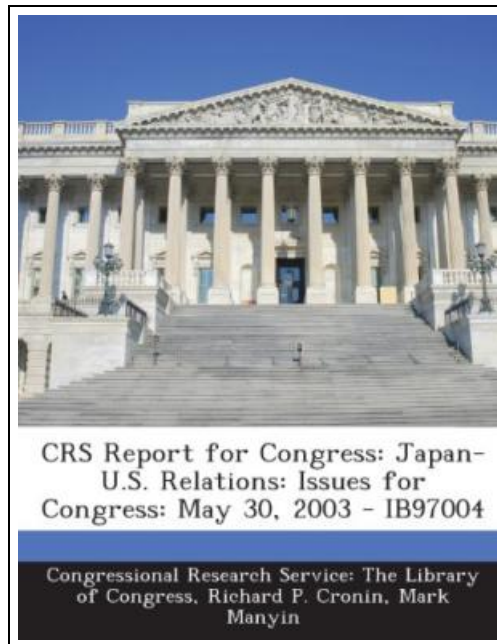 CRS Report for Congress: Japan-
U.S. Relations: Issues for
Congress: May 30, 2003 - IB97004
Congressional Research Service: The Library
of Congress, Richard P. Cronin, Mark
Manyin